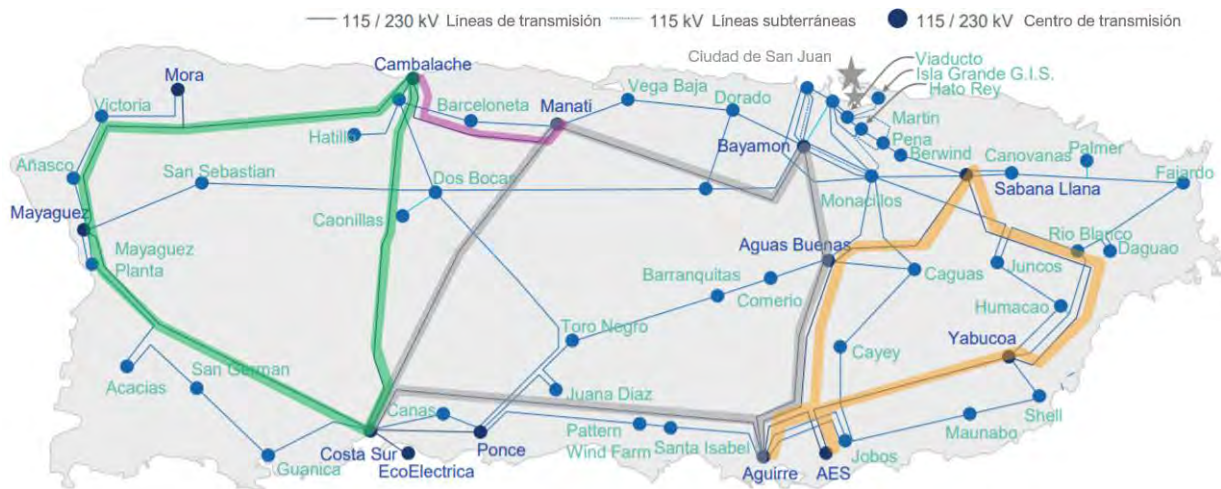 115 / 230 kV Líneas de transmisión
115 kV Líneas subterráneas
115 / 230 kV Centro de transmisión
Ciudad de San Juan
Viaducto
Isla Grande G.I.S.
Hato Rey
Cambalache
Mora
Vega Baja
Victoria
Barceloneta
Manati
Dorado
Martin
Pena
Hatillo
Bayamon
Berwind
Canovanas
Palmer
Añasco
San Sebastian
Dos Bocas
Fajardo
Sabana Llana
Monacillos
Mayaguez
Caonillas
Mayaguez
Planta
Aguas Buenas
Rio Blanco
Daguao
Juncos
Barranquitas
Caguas
Comerio
Humacao
Toro Negro
Yabucoa
Cayey
Acacias
San German
Juana Diaz
Shell
Canas
Maunabo
Pattern
Wind Farm
Santa Isabel
Costa Sur
Ponce
Jobos
Guanica
EcoElectrica
Aguirre
AES